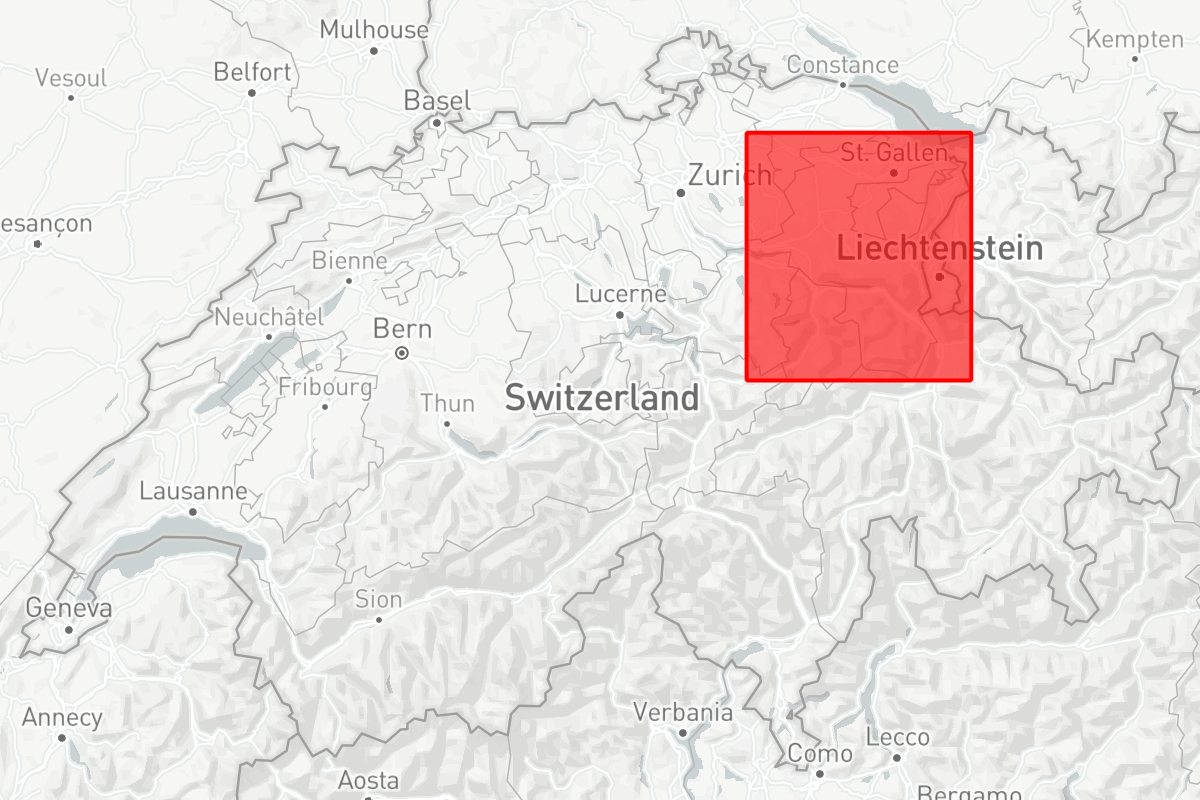 Mulhouse
Kempten
Vesoul
Belfort
Constance
Basel
St. Gallen
Zurich
esançon
Liechtenstein
Bienne
Lucerne
Neuchâtel
Bern
Fribourg
Switzerland
Thun
Lausanne
Sion
Geneva
Verbania
Annecy
Lecco
Como
Aosta
Bergamo